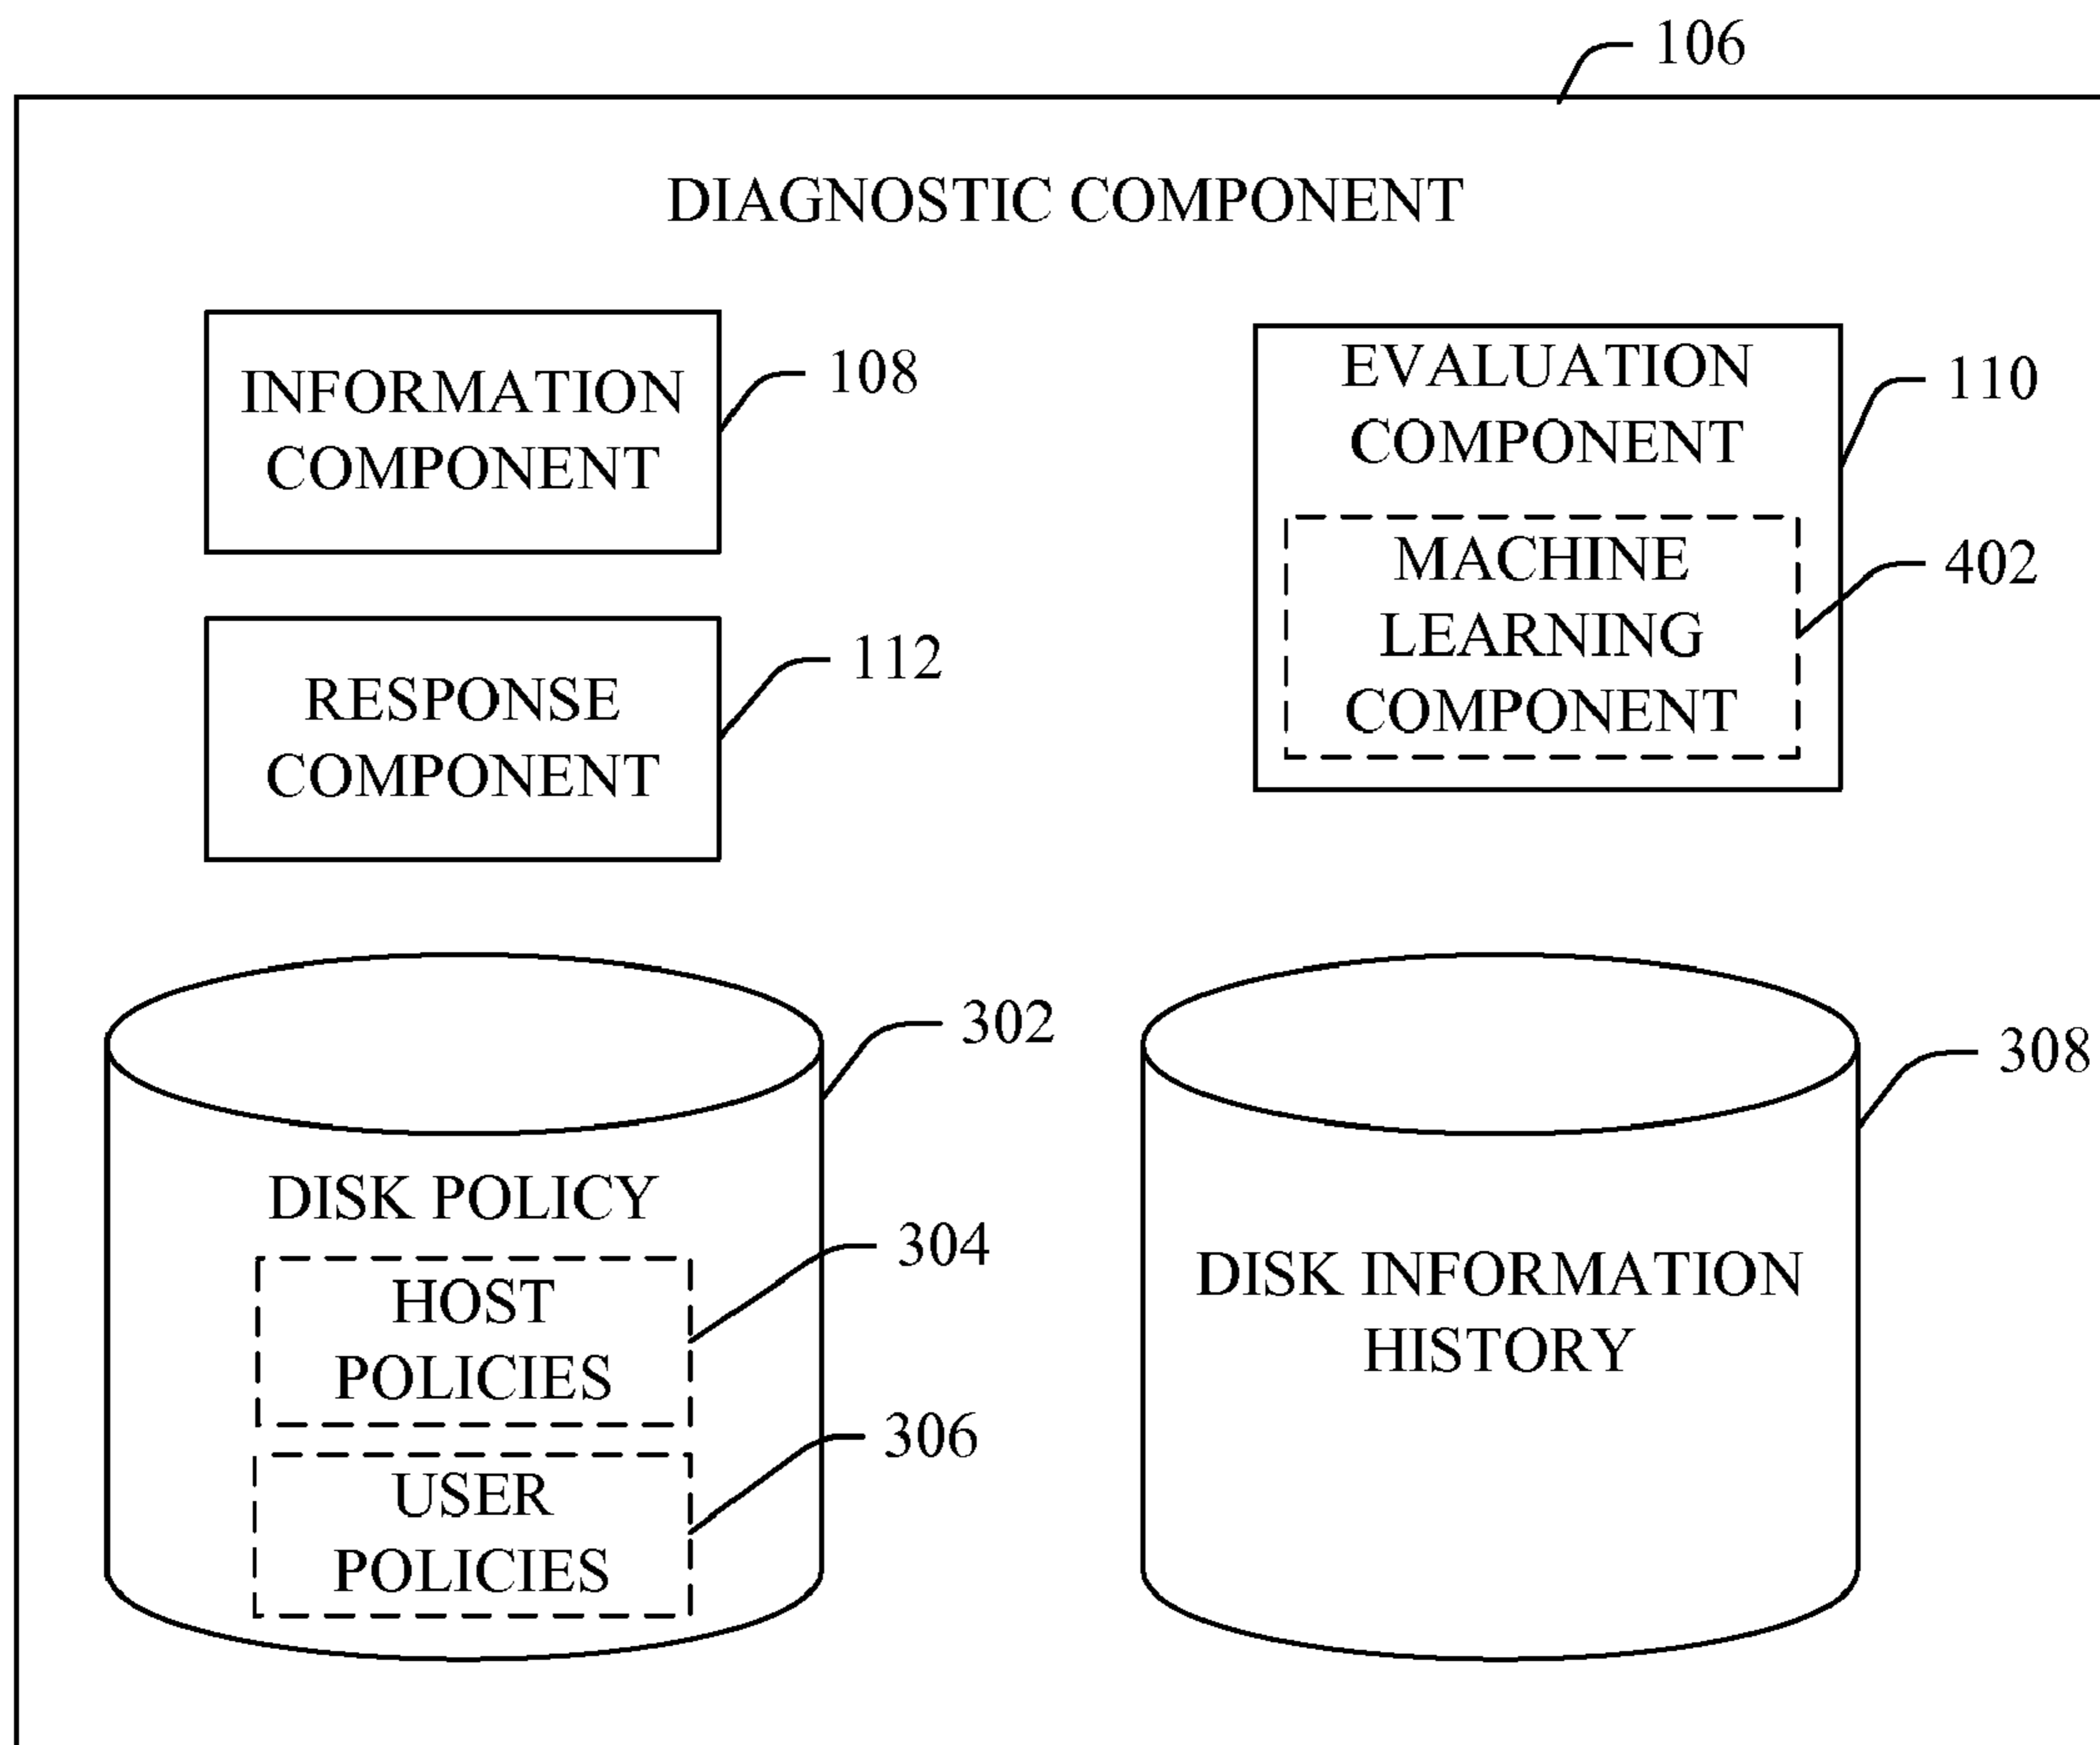 106
DIAGNOSTIC COMPONENT
INFORMATION
COMPONENT
108
EVALUATION
COMPONENT
110
MACHINE
LEARNING
COMPONENT
402
RESPONSE
COMPONENT
112
302
DISK POLICY
304
HOST
POLICIES
306
USER
POLICIES
308
DISK INFORMATION
HISTORY